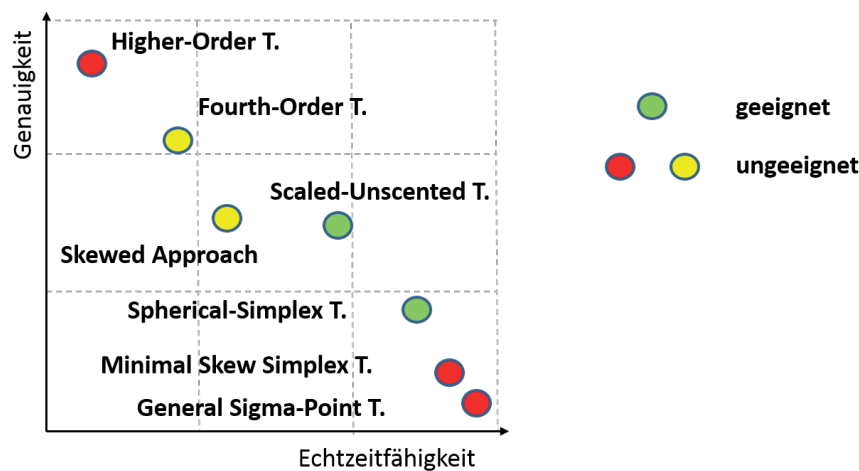 Genauigkeit
Higher-Order T.
Fourth-Order T.
Scaled-Unscented T.
Skewed Approach
Spherical-Simplex T.
Minimal Skew Simplex T.
General Sigma-Point T.
Echtzeitfähigkeit
geeignet
ungeeignet